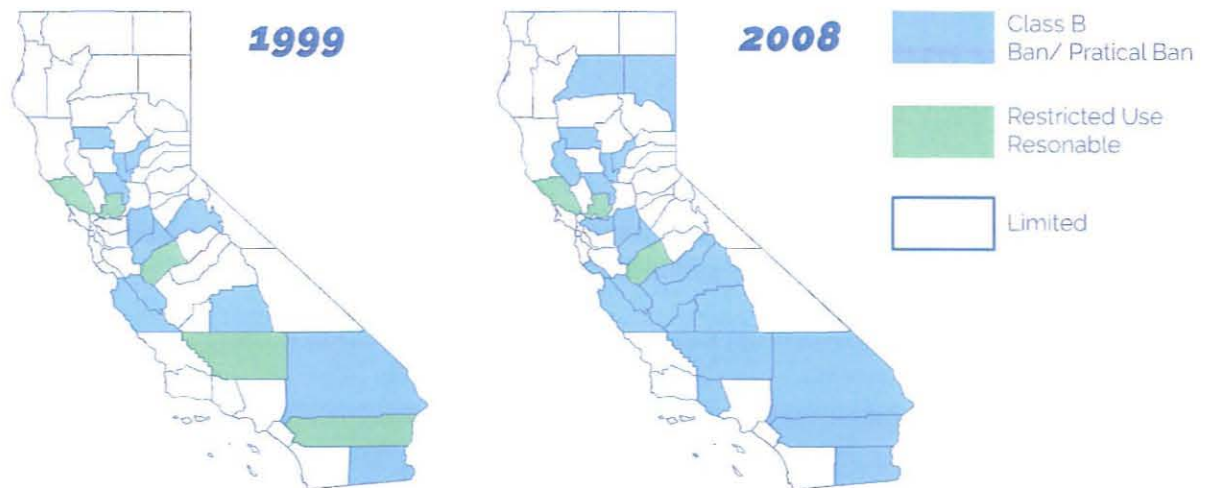 1999
2008
Class B
Ban/ Pratical Ban
Restricted Use
Resonable
Limited